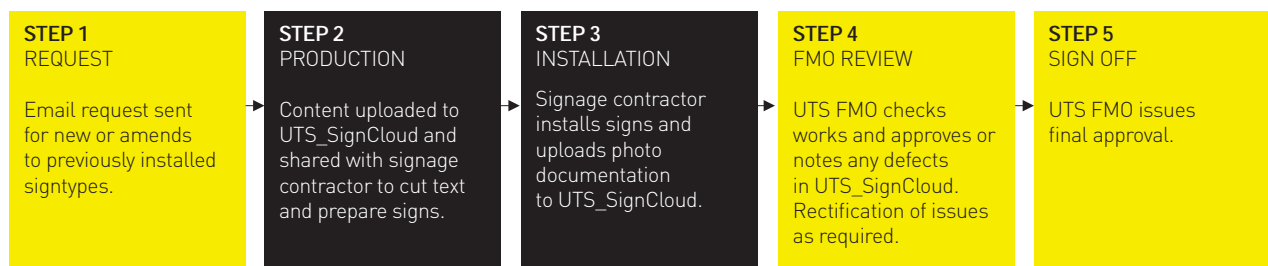 STEP 1
REQUEST
Email request sent
for new or amends
to previously installed
signtypes.
STEP 2
PRODUCTION
Content uploaded to
UTS_SignCloud and
shared with signage
contractor to cut text
and prepare signs.
STEP 3
INSTALLATION
Signage contractor
installs signs and
uploads photo
documentation
to UTS_SignCloud.
STEP 4
FMO REVIEW
UTS FMO checks
works and approves or
notes any defects
in UTS_SignCloud.
Rectification of issues
as required.
STEP 5
SIGN OFF
UTS FMO issues
final approval.